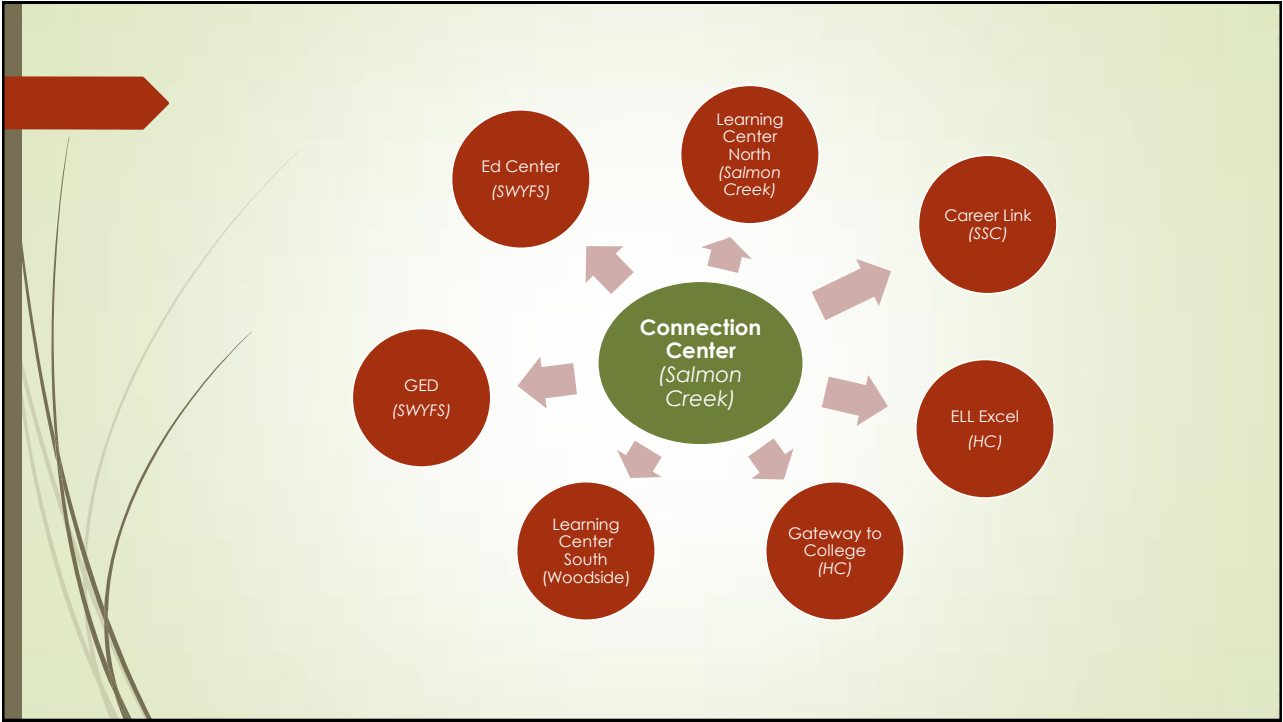 Learning
Center
North
(Salmon
Creek)
Ed Center
(SWYFS)
Career Link
(SSC)
Connection
Center
(Salmon
Creek)
GED
(SWYFS)
ELL Excel
(HC)
Learning
Center
South
(Woodside)
Gateway to
College
(HC)